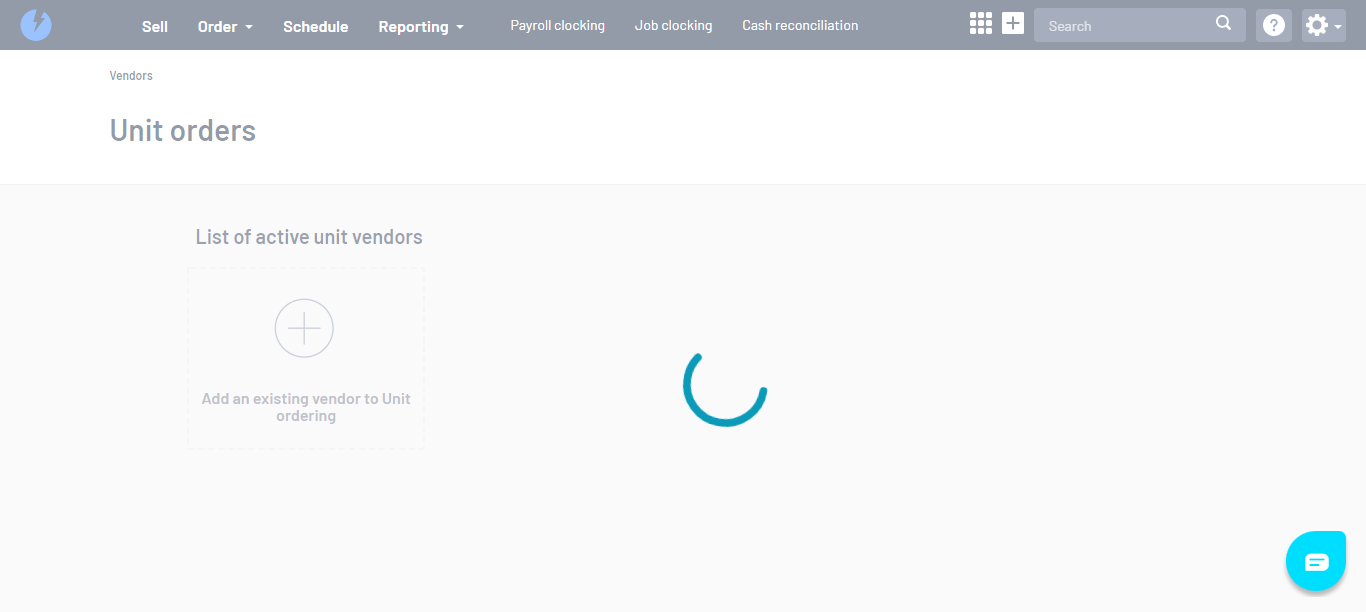 Sell Order Schedule Reporting Payroll clocking Job clocking Cash reconciliation Search
Vendors
Unit orders
List of active unit vendors
Add an existing vendor to Unit
ordering